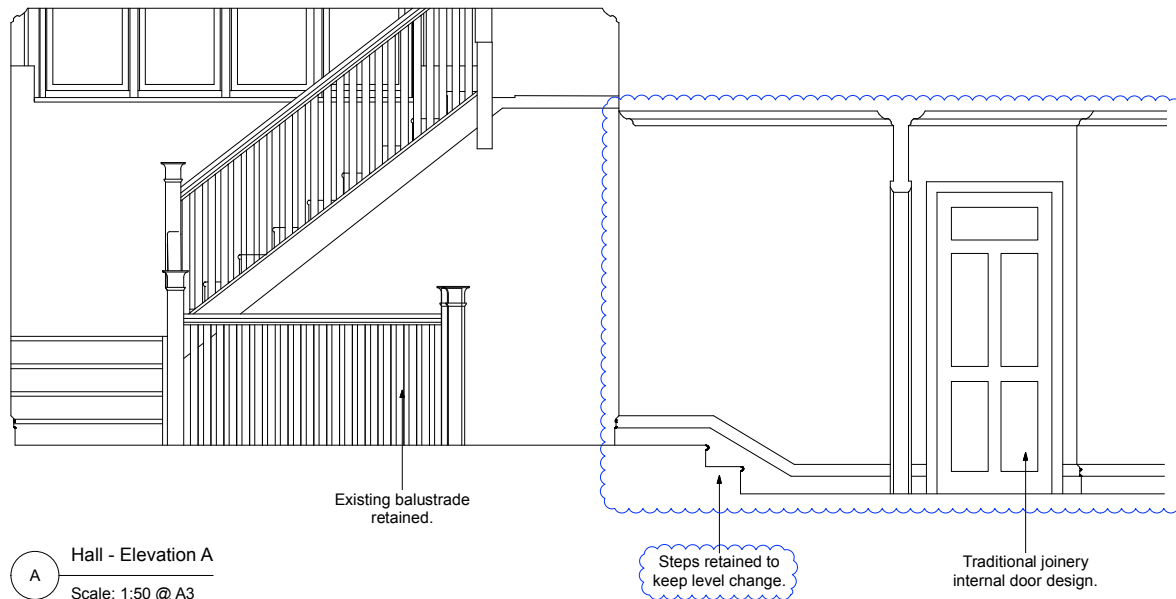 Existing balustrade
retained.
Steps retained to
keep level change.
Traditional joinery
internal door design.
A
Hall - Elevation A
Scale: 1:50 @ A3